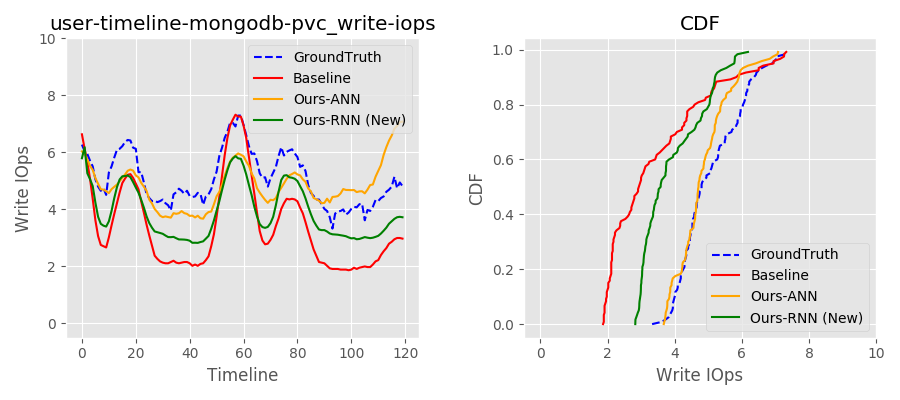 user-timeline-mongodb-pvc_write-iops
10
8
6
4
2
0
Write IOps
0 20 40 60 80 100 120
Timeline
GroundTruth
Baseline
Ours-ANN
Ours-RNN (New)
CDF
1.0
0.8
0.6
0.4
0.2
0.0
CDF
0 2 4 6 8 10
Write IOps
GroundTruth
Baseline
Ours-ANN
Ours-RNN (New)